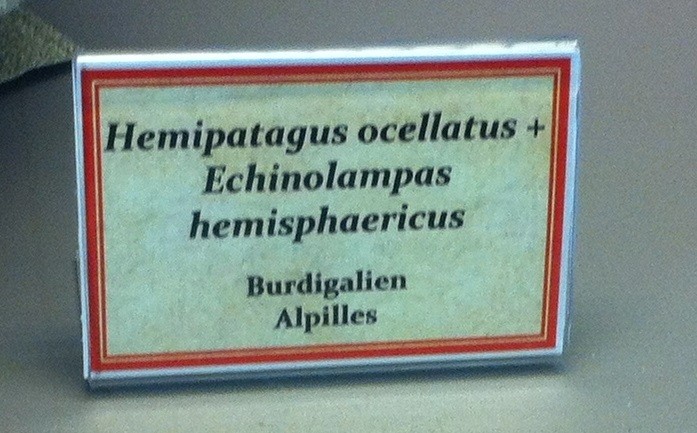 Hemipatagus ocellatus +
Echinolampas
hemisphaericus
Burdigalien
Alpilles